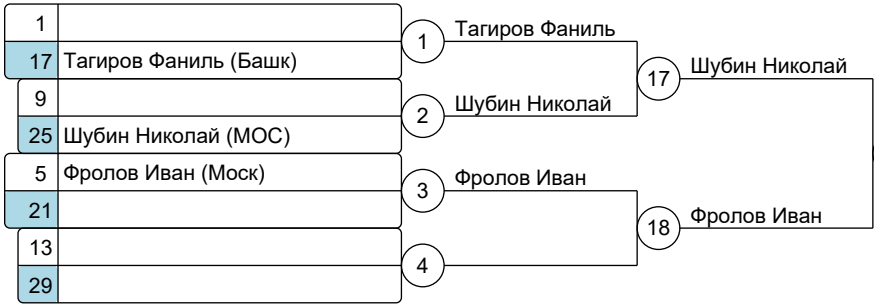 1
17 Тагиров Фаниль (Башк)
9
25 Шубин Николай (МОС)
5 Фролов Иван (Моск)
21
13
29
1 Тагиров Фаниль
2 Шубин Николай
3 Фролов Иван
4
17 Шубин Николай
18 Фролов Иван